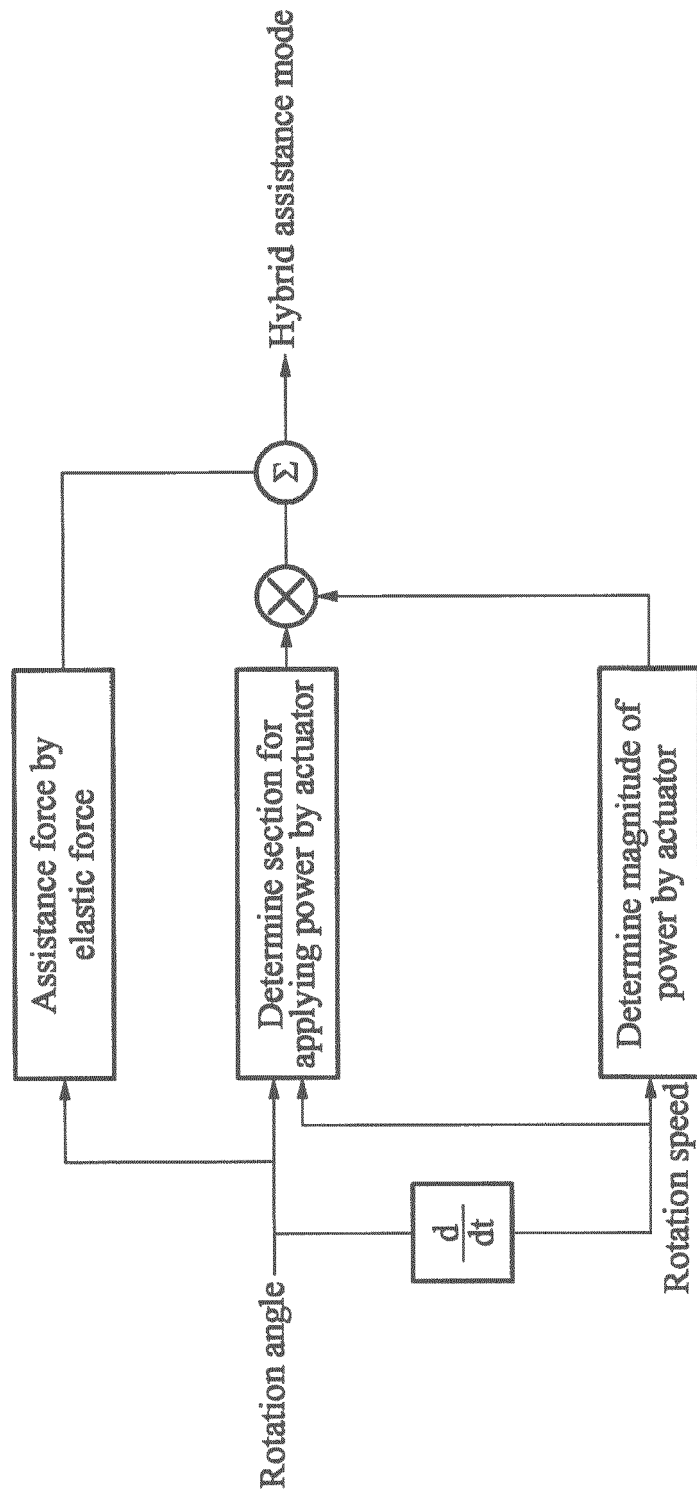 Assistance force by
elastic force
Rotation angle
Determine section for
applying power by actuator
Σ
Hybrid assistance mode
d
dt
Rotation speed
Determine magnitude of
power by actuator